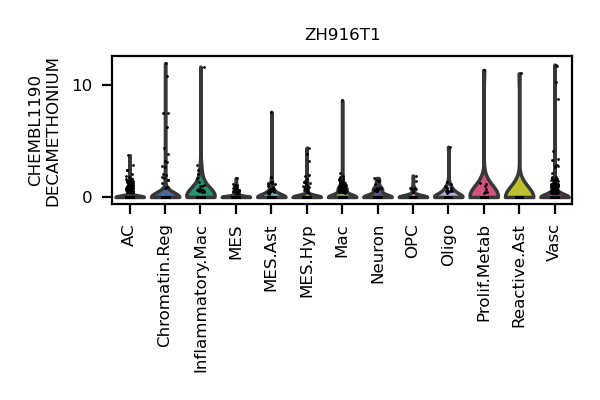 ZH916T1
CHEMBL1190
DECAMETHONIUM
10
0
AC
Chromatin.Reg
Inflammatory.Mac
MES
MES.Ast
MES.Hyp
Mac
Neuron
OPC
Oligo
Prolif.Metab
Reactive.Ast
Vasc